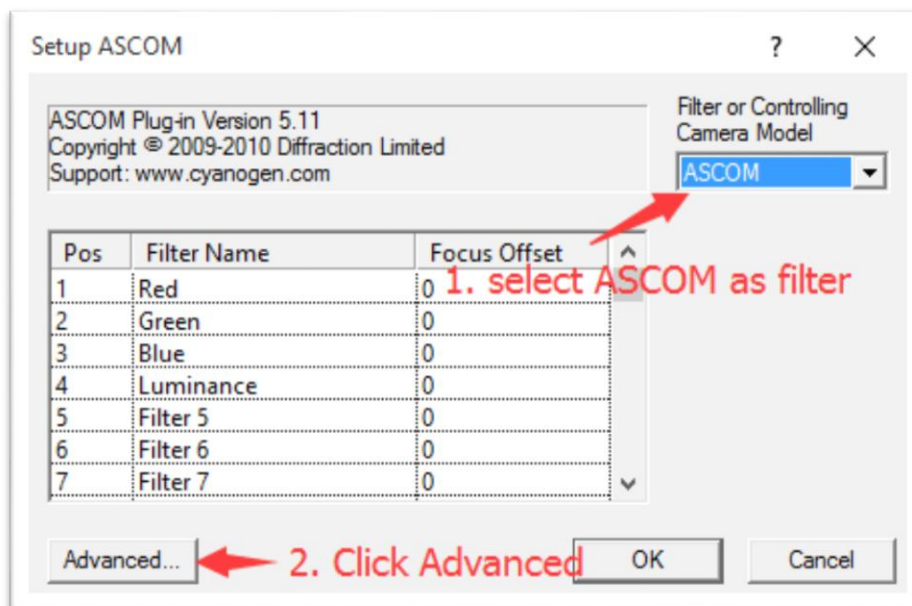 Setup ASCOM ?
ASCOM Plug-in Version 5.11
Copyright © 2009-2010 Diffraction Limited
Support: www.cyanogen.com
Filter or Controlling
Camera Model
ASCOM
Pos Filter Name Focus Offset
1 Red 0
2 Green 0
3 Blue 0
4 Luminance 0
5 Filter 5 0
6 Filter 6 0
7 Filter 7 0
1. select ASCOM as filter
Advanced... 2. Click Advanced OK Cancel